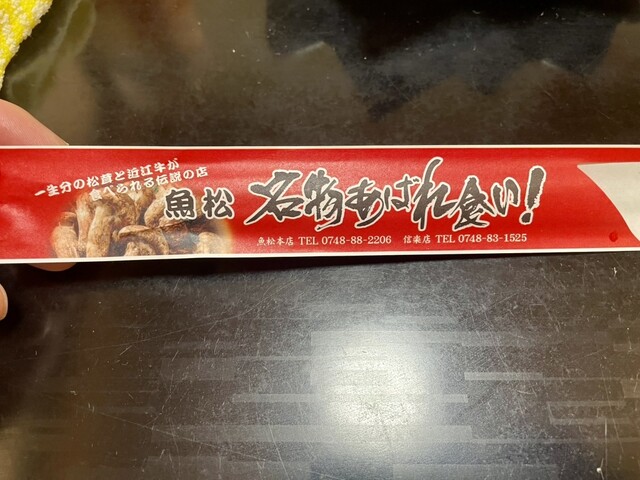 一生分の松茸と近江牛が
食べられる伝説の店
魚松 名物あばれ食い!
魚松本店 TEL 0748-88-2206 信楽店 TEL 0748-83-1525